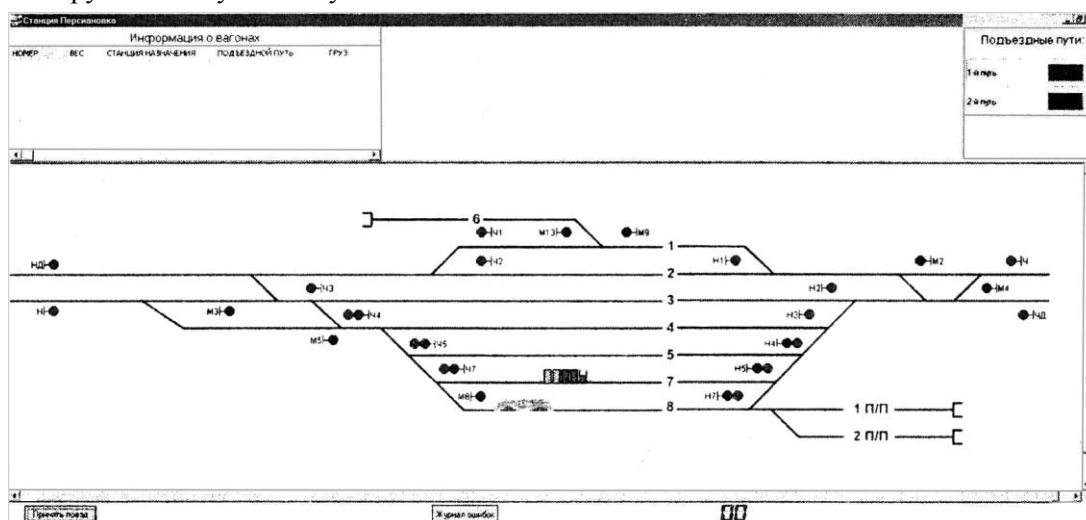 Станция Персиановка
Информация о вагонах
НОМЕР ВЕС СТАНЦИЯ НАЗНАЧЕНИЯ ПОДЪЕЗДНОЙ ПУТЬ ГРУЗ
Подъездные пути:
1-й путь
2-й путь
6
Ч1 М13 М9
1
НД Ч2 Н1 М2 Ч
2
Ч3 Н2 М4
3
Н М3 Ч4 Н3 ЧД
4
М5 Ч5 Н4
5
Ч7 Н5
7
М8 Н7
8 1 П/П
2 П/П
Принять поезд Журнал ошибок 00